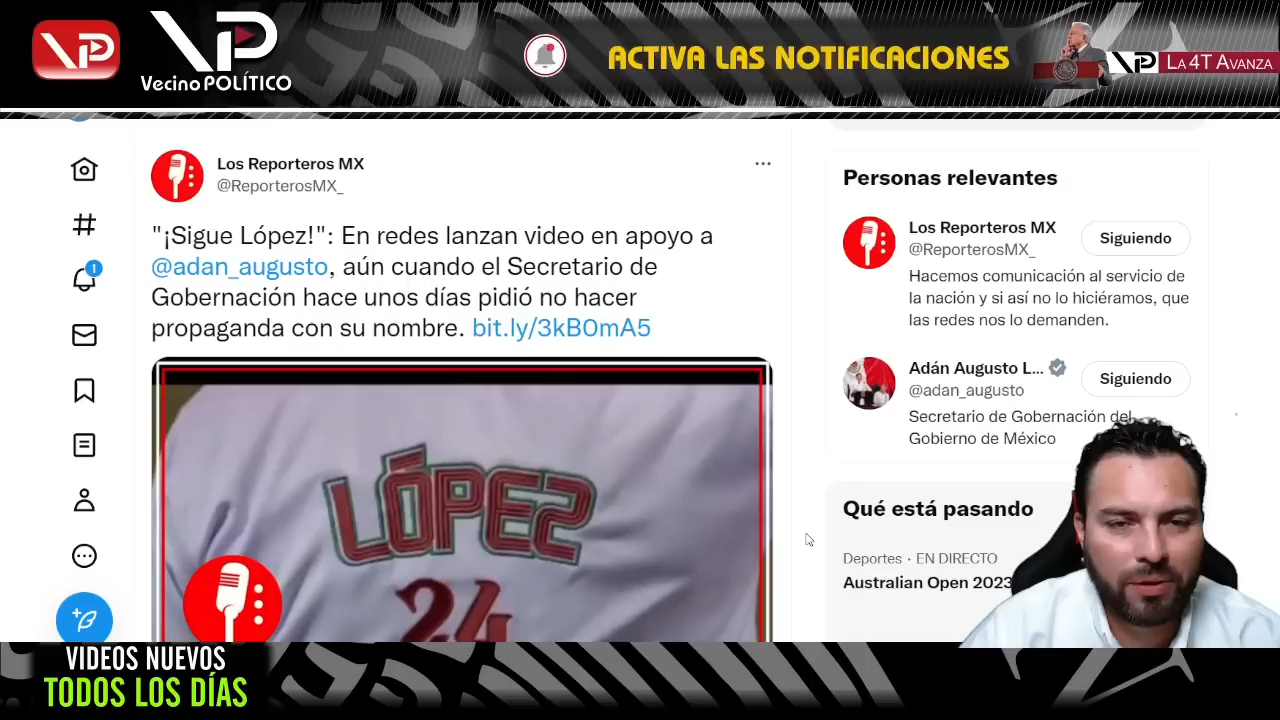 VP
VP
Vecino POLÍTICO
ACTIVA LAS NOTIFICACIONES
VP LA 4T AVANZA
Los Reporteros MX
@ReporterosMX_
"¡Sigue López!": En redes lanzan video en apoyo a
@adan_augusto, aún cuando el Secretario de
Gobernación hace unos días pidió no hacer
propaganda con su nombre. bit.ly/3kB0mA5
LÓPEZ
24
1
Personas relevantes
Los Reporteros MX
Siguiendo
@ReporterosMX_
Hacemos comunicación al servicio de
la nación y si así no lo hiciéramos, que
las redes nos lo demanden.
Adán Augusto L...
Siguiendo
@adan_augusto
Secretario de Gobernación del
Gobierno de México
Qué está pasando
Deportes · EN DIRECTO
Australian Open 2023
VIDEOS NUEVOS
TODOS LOS DÍAS